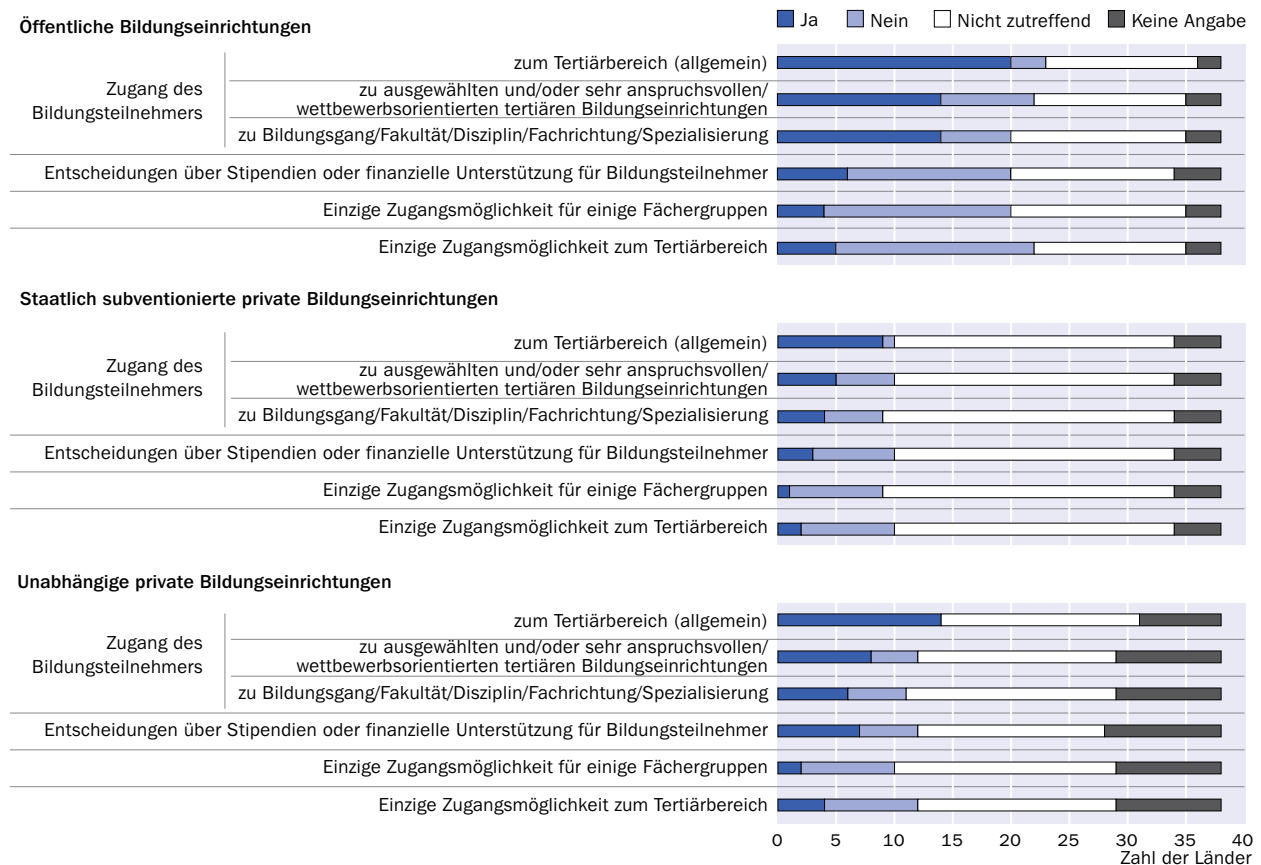 Öffentliche Bildungseinrichtungen
Ja Nein Nicht zutreffend Keine Angabe
Zugang des
Bildungsteilnehmers
zum Tertiärbereich (allgemein)
zu ausgewählten und/oder sehr anspruchsvollen/
wettbewerbsorientierten tertiären Bildungseinrichtungen
zu Bildungsgang/Fakultät/Disziplin/Fachrichtung/Spezialisierung
Entscheidungen über Stipendien oder finanzielle Unterstützung für Bildungsteilnehmer
Einzige Zugangsmöglichkeit für einige Fächergruppen
Einzige Zugangsmöglichkeit zum Tertiärbereich
Staatlich subventionierte private Bildungseinrichtungen
Zugang des
Bildungsteilnehmers
zum Tertiärbereich (allgemein)
zu ausgewählten und/oder sehr anspruchsvollen/
wettbewerbsorientierten tertiären Bildungseinrichtungen
zu Bildungsgang/Fakultät/Disziplin/Fachrichtung/Spezialisierung
Entscheidungen über Stipendien oder finanzielle Unterstützung für Bildungsteilnehmer
Einzige Zugangsmöglichkeit für einige Fächergruppen
Einzige Zugangsmöglichkeit zum Tertiärbereich
Unabhängige private Bildungseinrichtungen
Zugang des
Bildungsteilnehmers
zum Tertiärbereich (allgemein)
zu ausgewählten und/oder sehr anspruchsvollen/
wettbewerbsorientierten tertiären Bildungseinrichtungen
zu Bildungsgang/Fakultät/Disziplin/Fachrichtung/Spezialisierung
Entscheidungen über Stipendien oder finanzielle Unterstützung für Bildungsteilnehmer
Einzige Zugangsmöglichkeit für einige Fächergruppen
Einzige Zugangsmöglichkeit zum Tertiärbereich
0 5 10 15 20 25 30 35 40
Zahl der Länder